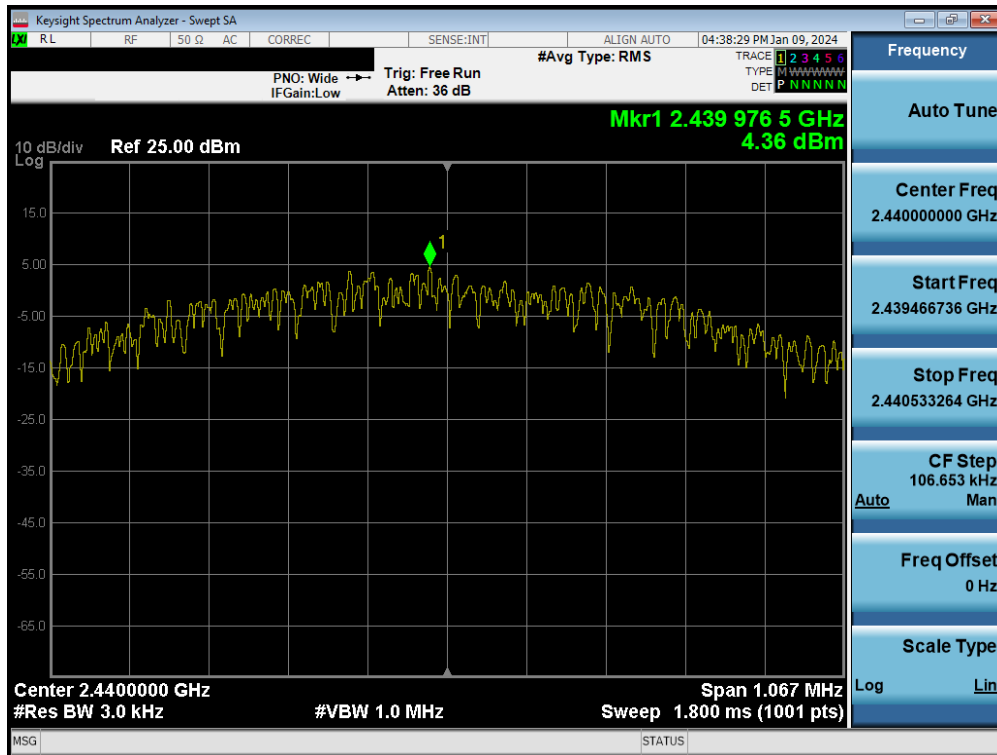 Keysight Spectrum Analyzer - Swept SA
LXI RL RF 50 Ω AC CORREC SENSE:INT ALIGN AUTO 04:38:29 PM Jan 09, 2024
#Avg Type: RMS
TRACE 1 2 3 4 5 6
PNO: Wide Trig: Free Run
TYPE M WWWWW
IFGain:Low Atten: 36 dB
DET P N N N N N
Mkr1 2.439 976 5 GHz
4.36 dBm
10 dB/div Ref 25.00 dBm
Log
15.0
1
5.00
-5.00
-15.0
-25.0
-35.0
-45.0
-55.0
-65.0
Center 2.4400000 GHz Span 1.067 MHz
#Res BW 3.0 kHz #VBW 1.0 MHz Sweep 1.800 ms (1001 pts)
MSG STATUS
Frequency
Auto Tune
Center Freq
2.440000000 GHz
Start Freq
2.439466736 GHz
Stop Freq
2.440533264 GHz
CF Step
106.653 kHz
Auto Man
Freq Offset
0 Hz
Scale Type
Log Lin